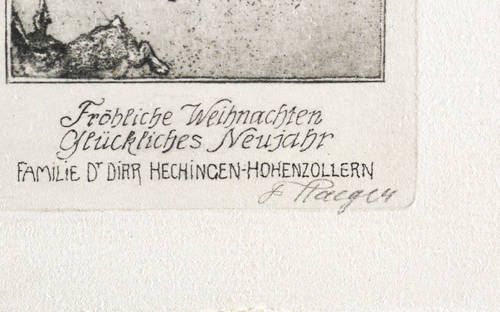 Fröhliche Weihnachten
Glückliches Neujahr
FAMILIE DR DIRR HECHINGEN-HOHENZOLLERN